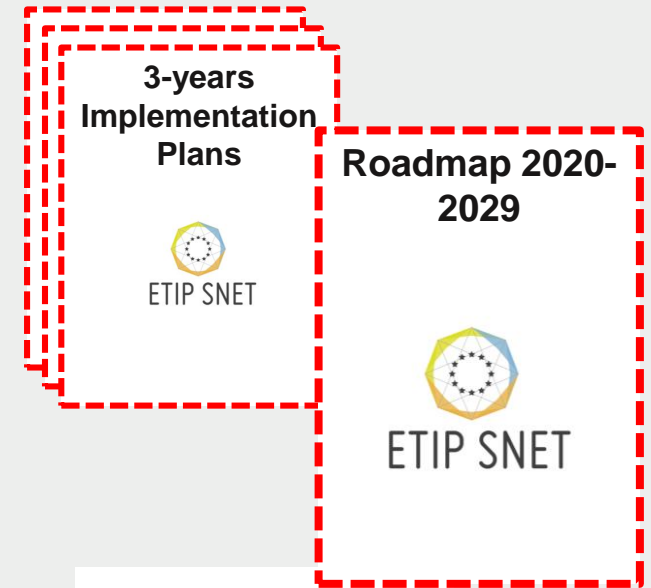 3-years
Implementation
Plans
ETIP SNET
Roadmap 2020-
2029
ETIP SNET